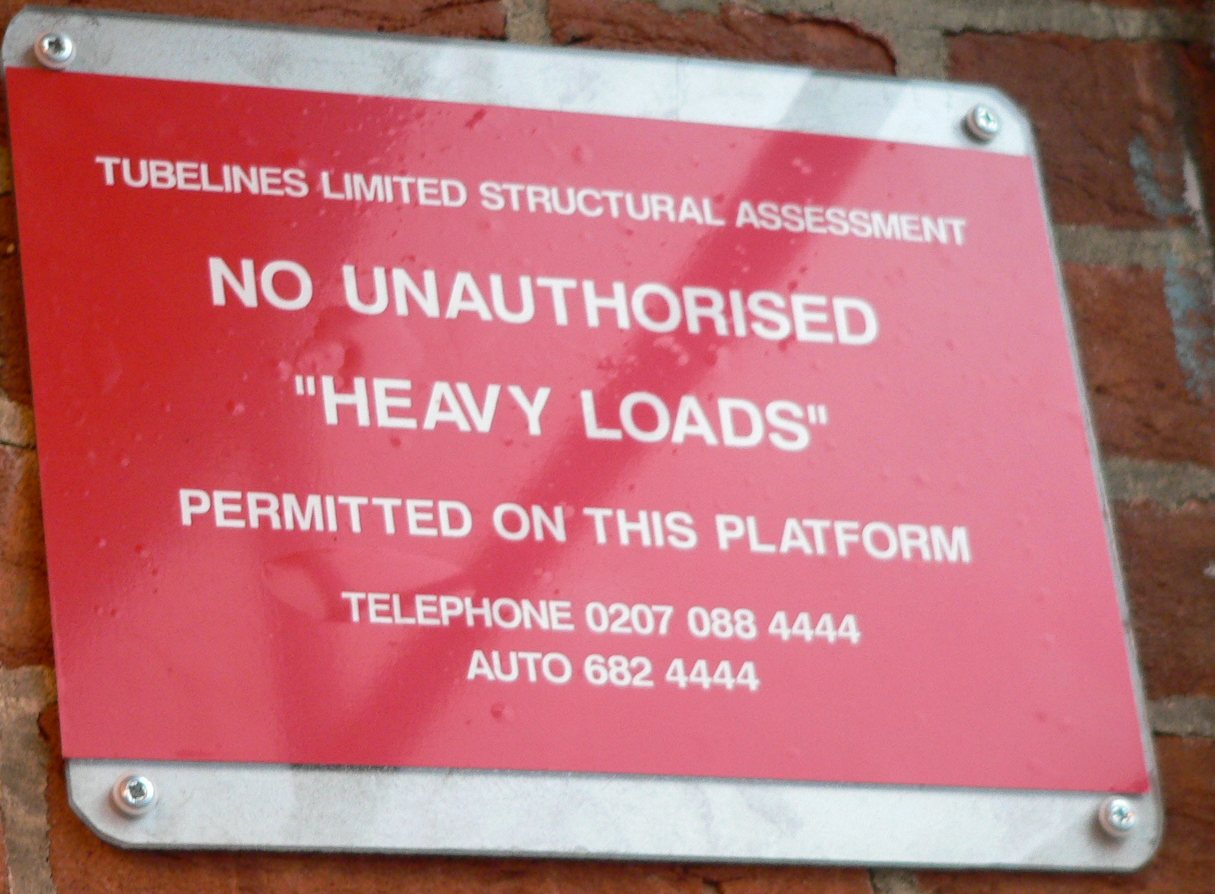 TUBELINES LIMITED STRUCTURAL ASSESSMENT
NO UNAUTHORISED
"HEAVY LOADS"
PERMITTED ON THIS PLATFORM
TELEPHONE 0207 088 4444
AUTO 682 4444